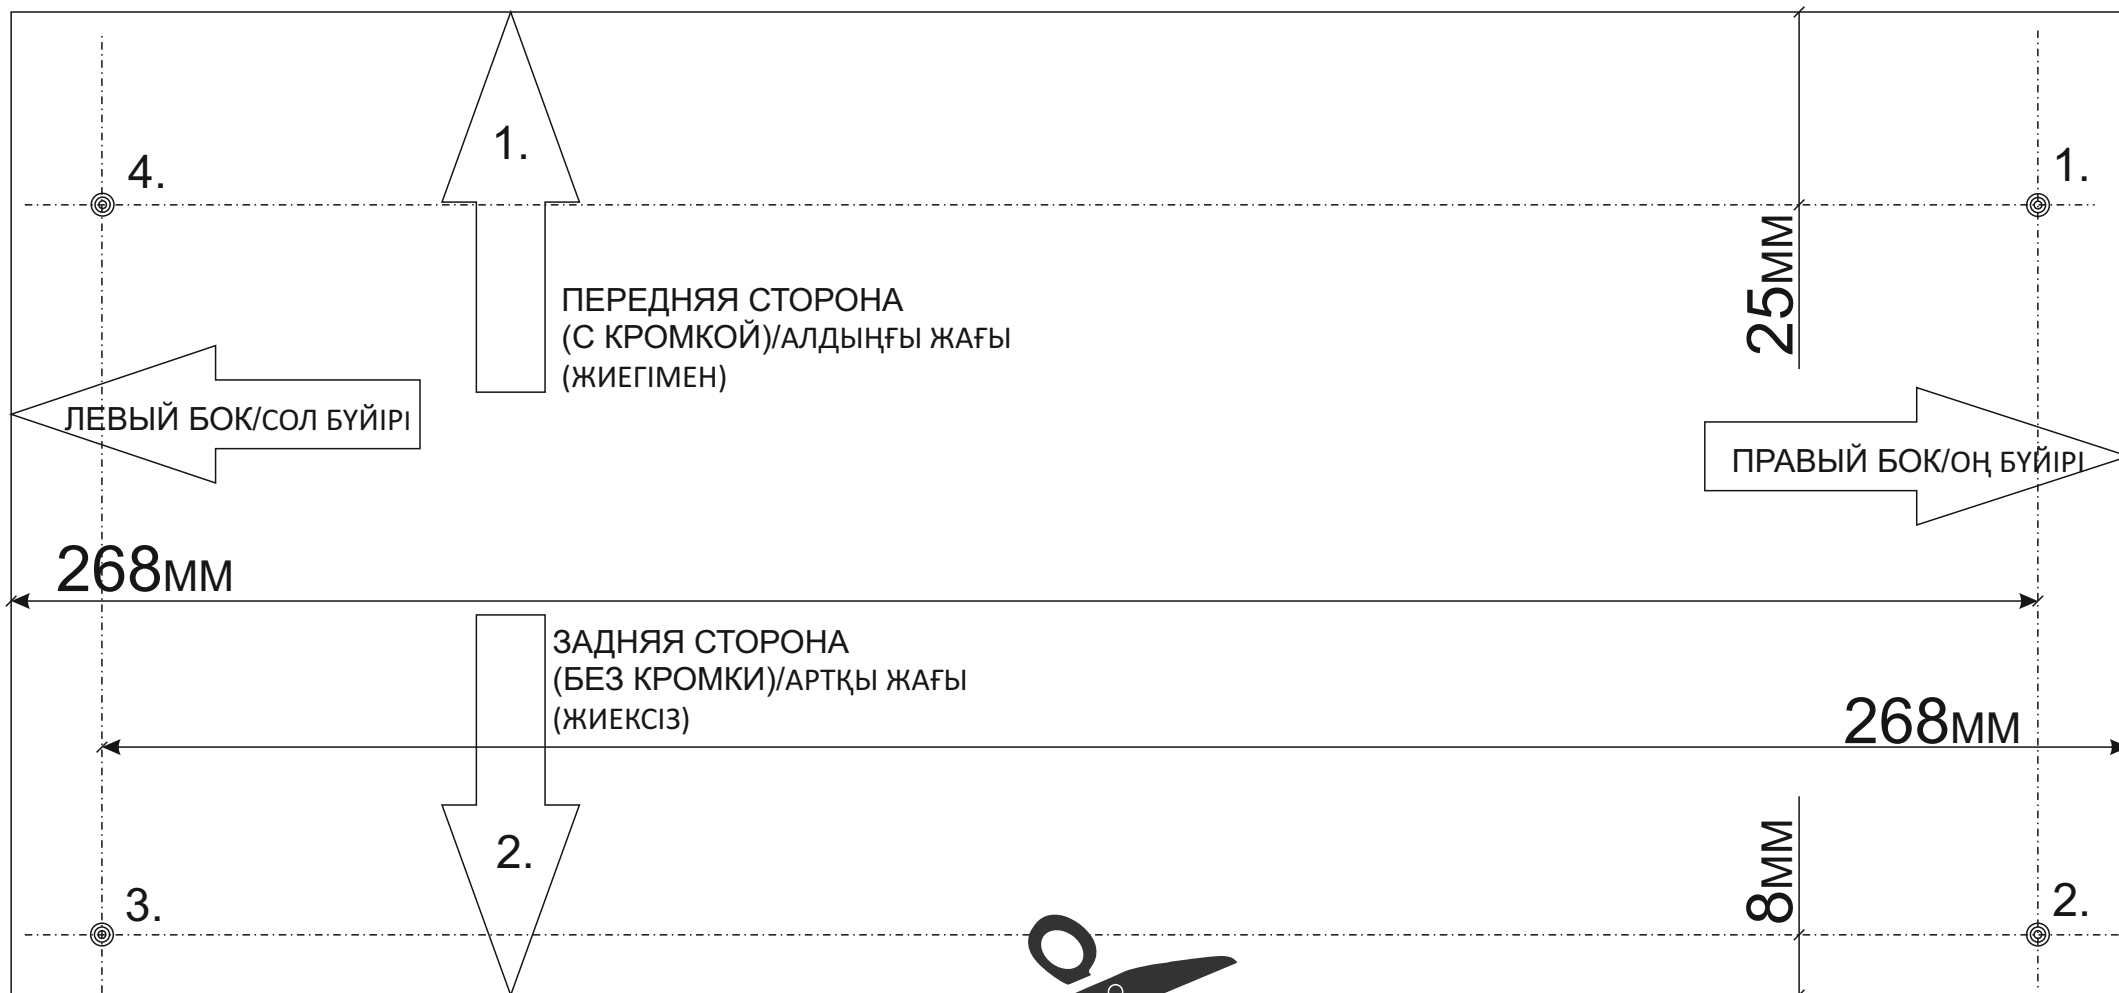 1.
4.
1.
25мм
ПЕРЕДНЯЯ СТОРОНА
(С КРОМКОЙ)/АЛДЫҢҒЫ ЖАҒЫ
(ЖИЕГІМЕН)
ЛЕВЫЙ БОК/СОЛ БҮЙІРІ
ПРАВЫЙ БОК/ОҢ БҮЙІРІ
268мм
ЗАДНЯЯ СТОРОНА
(БЕЗ КРОМКИ)/АРТҚЫ ЖАҒЫ
(ЖИЕКСІЗ)
268мм
2.
8мм
3.
2.